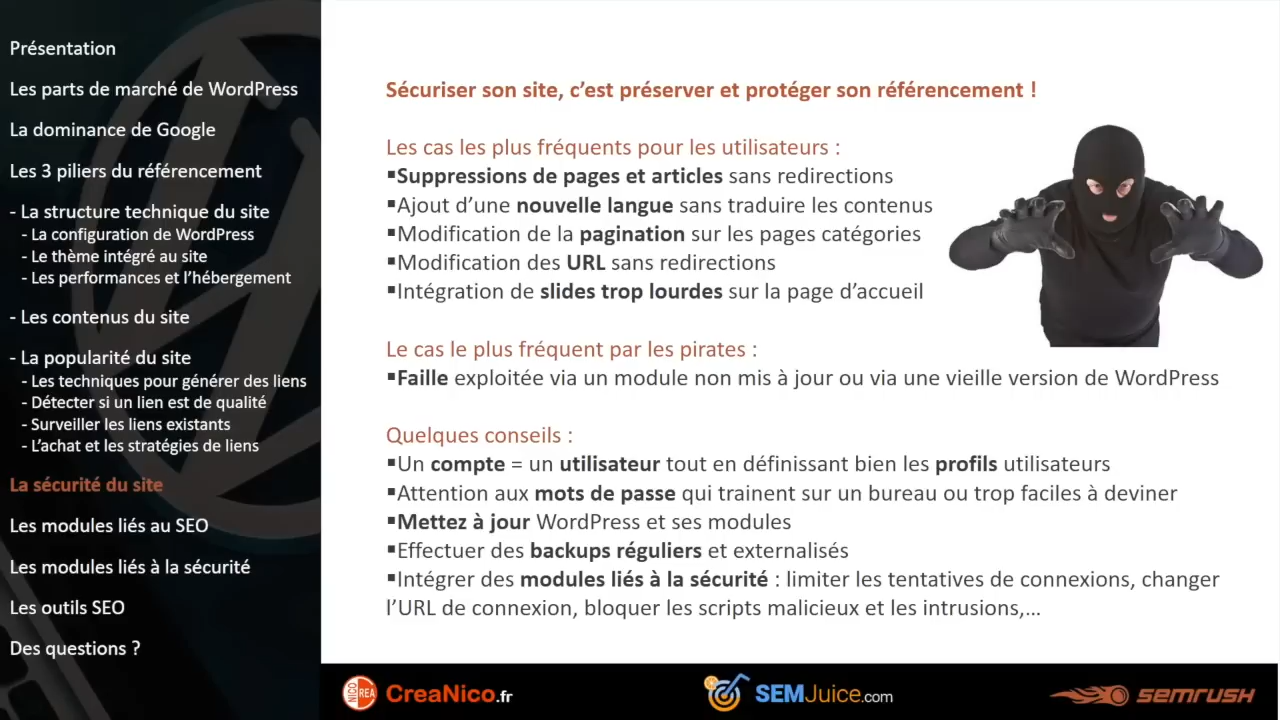 Présentation
Les parts de marché de WordPress
La dominance de Google
Les 3 piliers du référencement
- La structure technique du site
- La configuration de WordPress
- Le thème intégré au site
- Les performances et l'hébergement
- Les contenus du site
- La popularité du site
- Les techniques pour générer des liens
- Détecter si un lien est de qualité
- Surveiller les liens existants
- L'achat et les stratégies de liens
La sécurité du site
Les modules liés au SEO
Les modules liés à la sécurité
Les outils SEO
Des questions ?
Sécuriser son site, c'est préserver et protéger son référencement !
Les cas les plus fréquents pour les utilisateurs :
▪Suppressions de pages et articles sans redirections
▪Ajout d'une nouvelle langue sans traduire les contenus
▪Modification de la pagination sur les pages catégories
▪Modification des URL sans redirections
▪Intégration de slides trop lourdes sur la page d'accueil
Le cas le plus fréquent par les pirates :
▪Faille exploitée via un module non mis à jour ou via une vieille version de WordPress
Quelques conseils :
▪Un compte = un utilisateur tout en définissant bien les profils utilisateurs
▪Attention aux mots de passe qui trainent sur un bureau ou trop faciles à deviner
▪Mettez à jour WordPress et ses modules
▪Effectuer des backups réguliers et externalisés
▪Intégrer des modules liés à la sécurité : limiter les tentatives de connexions, changer
l'URL de connexion, bloquer les scripts malicieux et les intrusions,...
NICO CREA CreaNico.fr
SEMJuice.com
semrush